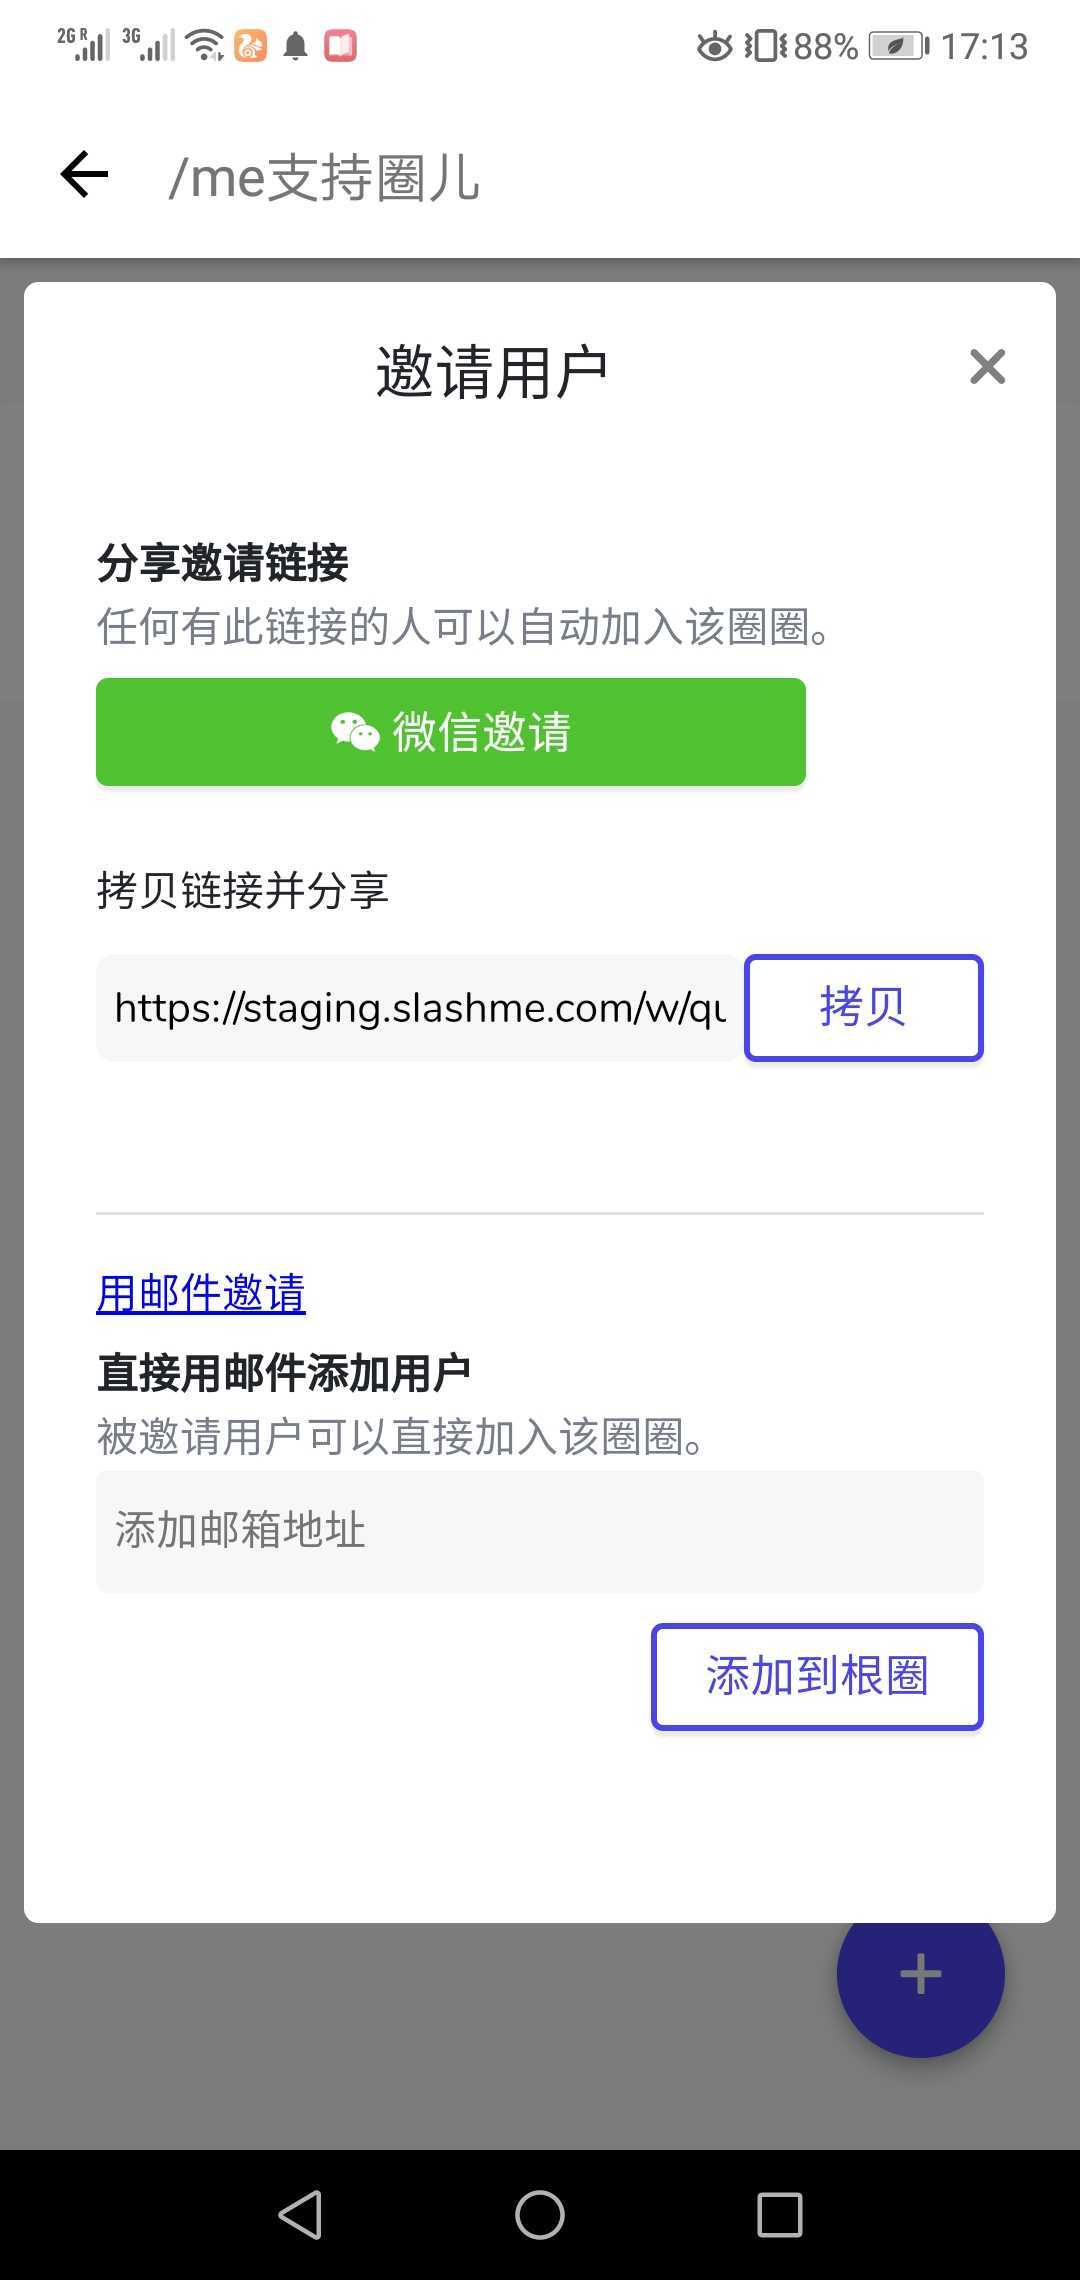 2G R 3G 88% 17:13
/me支持圈儿
邀请用户
分享邀请链接
任何有此链接的人可以自动加入该圈圈。
微信邀请
拷贝链接并分享
https://staging.slashme.com/w/qu
拷贝
用邮件邀请
直接用邮件添加用户
被邀请用户可以直接加入该圈圈。
添加邮箱地址
添加到根圈